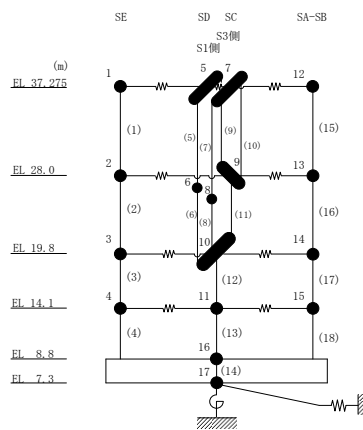 SE SD SC SA-SB
S1側 S3側
(m)
EL 37.275 1 5 7 12
(1) (5) (7) (9) (10) (15)
EL 28.0 2 6 8 9 13
(2) (6) (8) (11) (16)
EL 19.8 3 10 14
(3) (12) (17)
EL 14.1 4 11 15
(4) (13) (18)
EL 8.8 16
EL 7.3 17 (14)